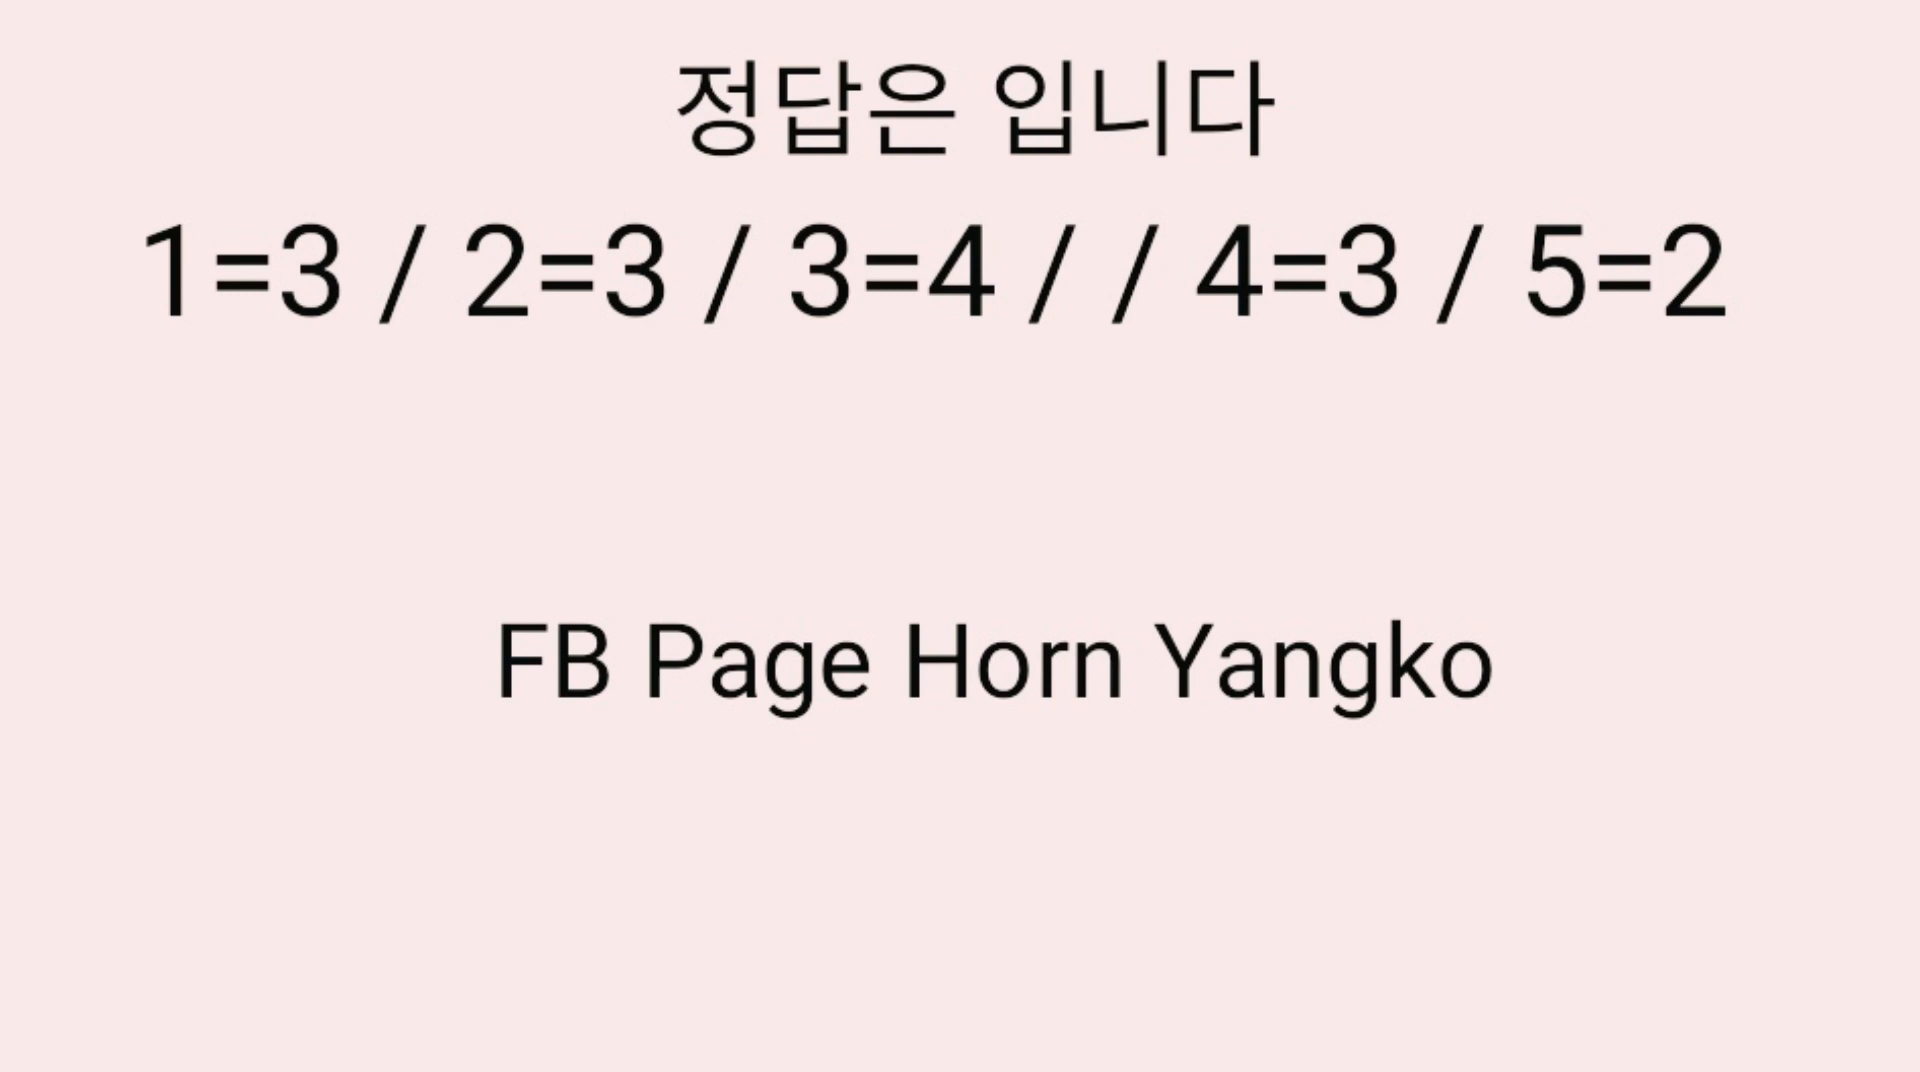 정답은 입니다
1=3 / 2=3 / 3=4 / / 4=3 / 5=2
FB Page Horn Yangko